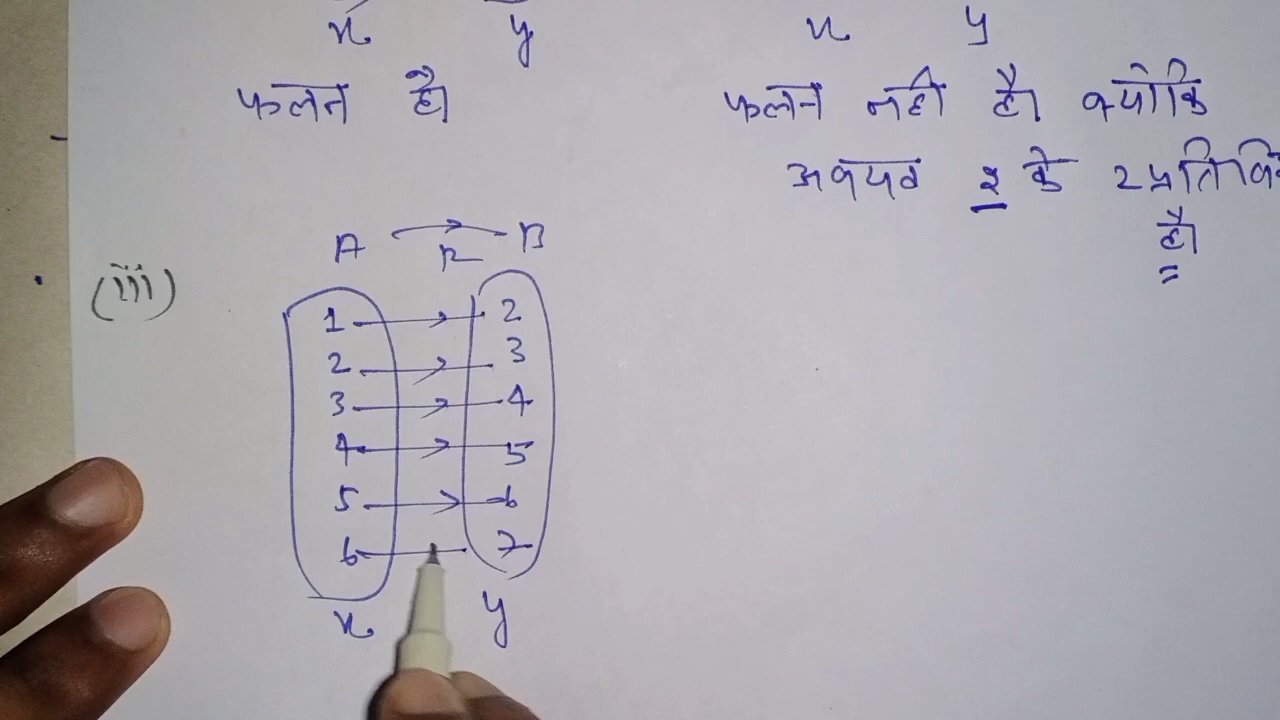 x y
फलन है।
x y
फलन नही है। क्योकि
अवयव २ के 2 प्रतिबि
है।
(iii)
A → B
R
1 → 2
2 → 3
3 → 4
4 → 5
5 → 6
6 — 7
x y